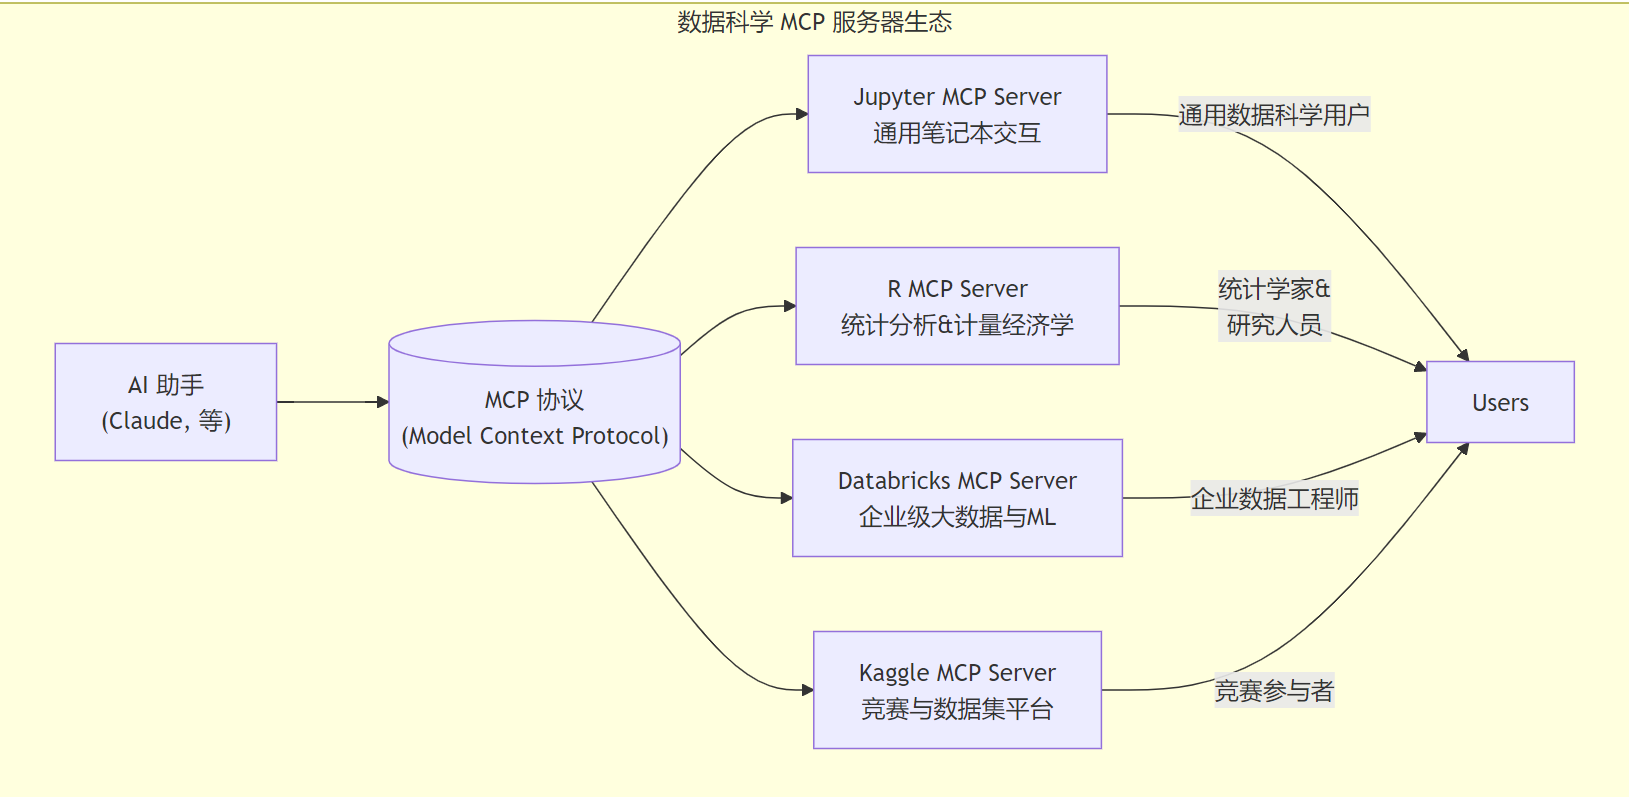 数据科学 MCP 服务器生态
AI 助手
(Claude, 等)
MCP 协议
(Model Context Protocol)
Jupyter MCP Server
通用笔记本交互
通用数据科学用户
R MCP Server
统计分析&计量经济学
统计学家&
研究人员
Databricks MCP Server
企业级大数据与ML
企业数据工程师
Kaggle MCP Server
竞赛与数据集平台
竞赛参与者
Users